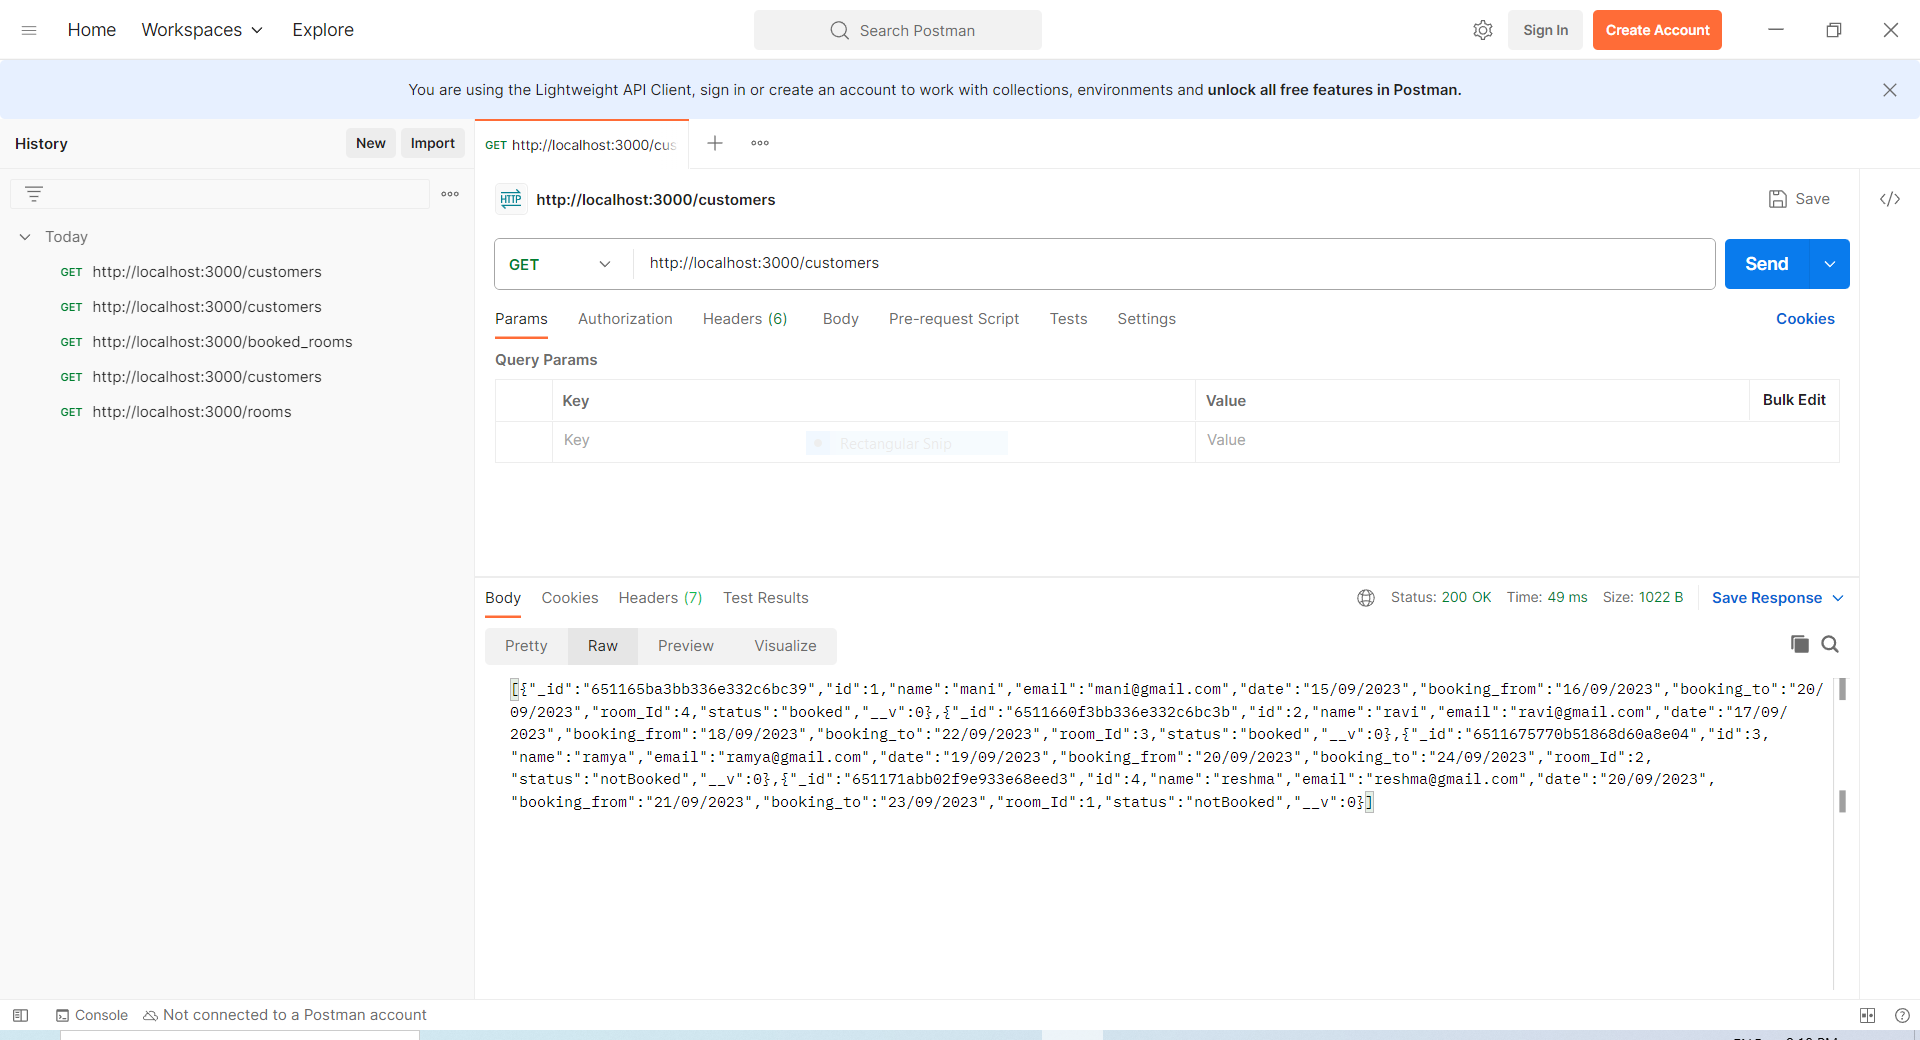 Home Workspaces Explore Search Postman Sign In Create Account
You are using the Lightweight API Client, sign in or create an account to work with collections, environments and unlock all free features in Postman.
History New Import
GET http://localhost:3000/cus
Today
GET http://localhost:3000/customers
GET http://localhost:3000/customers
GET http://localhost:3000/booked_rooms
GET http://localhost:3000/customers
GET http://localhost:3000/rooms
HTTP http://localhost:3000/customers Save </>
GET http://localhost:3000/customers Send
Params Authorization Headers (6) Body Pre-request Script Tests Settings Cookies
Query Params
Key Value Bulk Edit
Key Value
Rectangular Snip
Body Cookies Headers (7) Test Results Status: 200 OK Time: 49 ms Size: 1022 B Save Response
Pretty Raw Preview Visualize
[{"_id":"651165ba3bb336e332c6bc39","id":1,"name":"mani","email":"mani@gmail.com","date":"15/09/2023","booking_from":"16/09/2023","booking_to":"20/
09/2023","room_Id":4,"status":"booked","__v":0},{"_id":"6511660f3bb336e332c6bc3b","id":2,"name":"ravi","email":"ravi@gmail.com","date":"17/09/
2023","booking_from":"18/09/2023","booking_to":"22/09/2023","room_Id":3,"status":"booked","__v":0},{"_id":"6511675770b51868d60a8e04","id":3,
"name":"ramya","email":"ramya@gmail.com","date":"19/09/2023","booking_from":"20/09/2023","booking_to":"24/09/2023","room_Id":2,
"status":"notBooked","__v":0},{"_id":"651171abb02f9e933e68eed3","id":4,"name":"reshma","email":"reshma@gmail.com","date":"20/09/2023",
"booking_from":"21/09/2023","booking_to":"23/09/2023","room_Id":1,"status":"notBooked","__v":0}]
Console Not connected to a Postman account